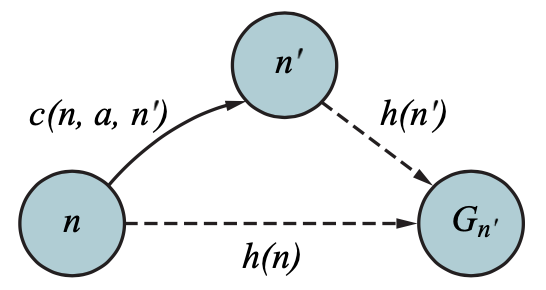 n′
c(n, a, n′)
h(n′)
n
G_n′
h(n)